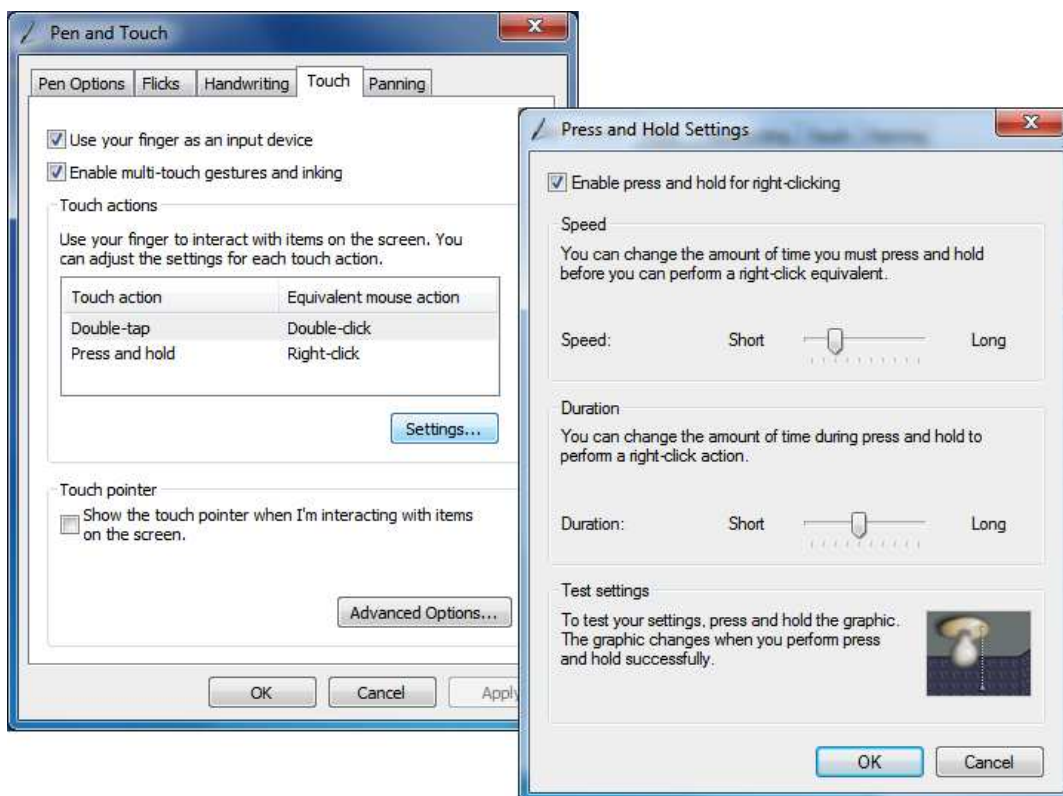 Pen and Touch
Pen Options Flicks Handwriting Touch Panning
Use your finger as an input device
Enable multi-touch gestures and inking
Touch actions
Use your finger to interact with items on the screen. You
can adjust the settings for each touch action.
Touch action Equivalent mouse action
Double-tap Double-click
Press and hold Right-click
Settings...
Touch pointer
Show the touch pointer when I'm interacting with items
on the screen.
Advanced Options...
OK Cancel Apply
Press and Hold Settings
Enable press and hold for right-clicking
Speed
You can change the amount of time you must press and hold
before you can perform a right-click equivalent.
Speed: Short Long
Duration
You can change the amount of time during press and hold to
perform a right-click action.
Duration: Short Long
Test settings
To test your settings, press and hold the graphic.
The graphic changes when you perform press
and hold successfully.
OK Cancel